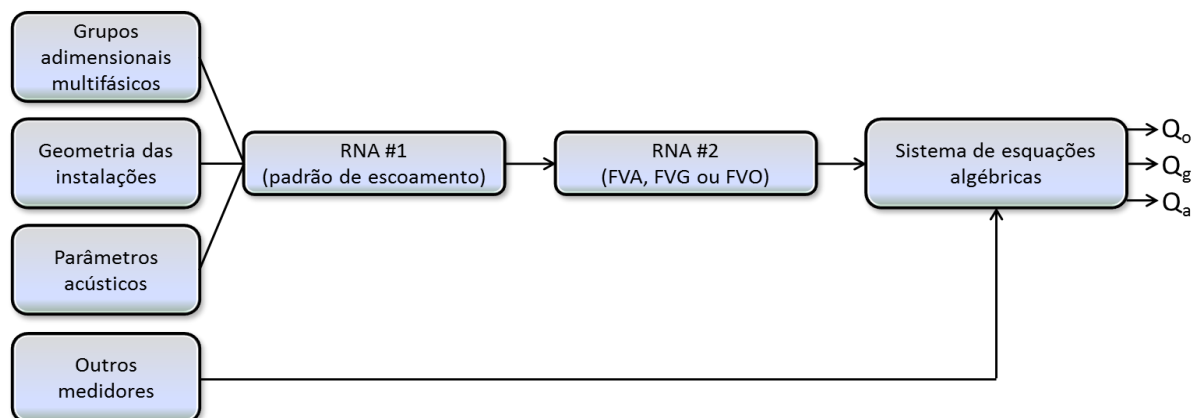 Grupos
adimensionais
multifásicos
Geometria das
instalações
Parâmetros
acústicos
Outros
medidores
RNA #1
(padrão de escoamento)
RNA #2
(FVA, FVG ou FVO)
Sistema de esquações
algébricas
Qo
Qg
Qa